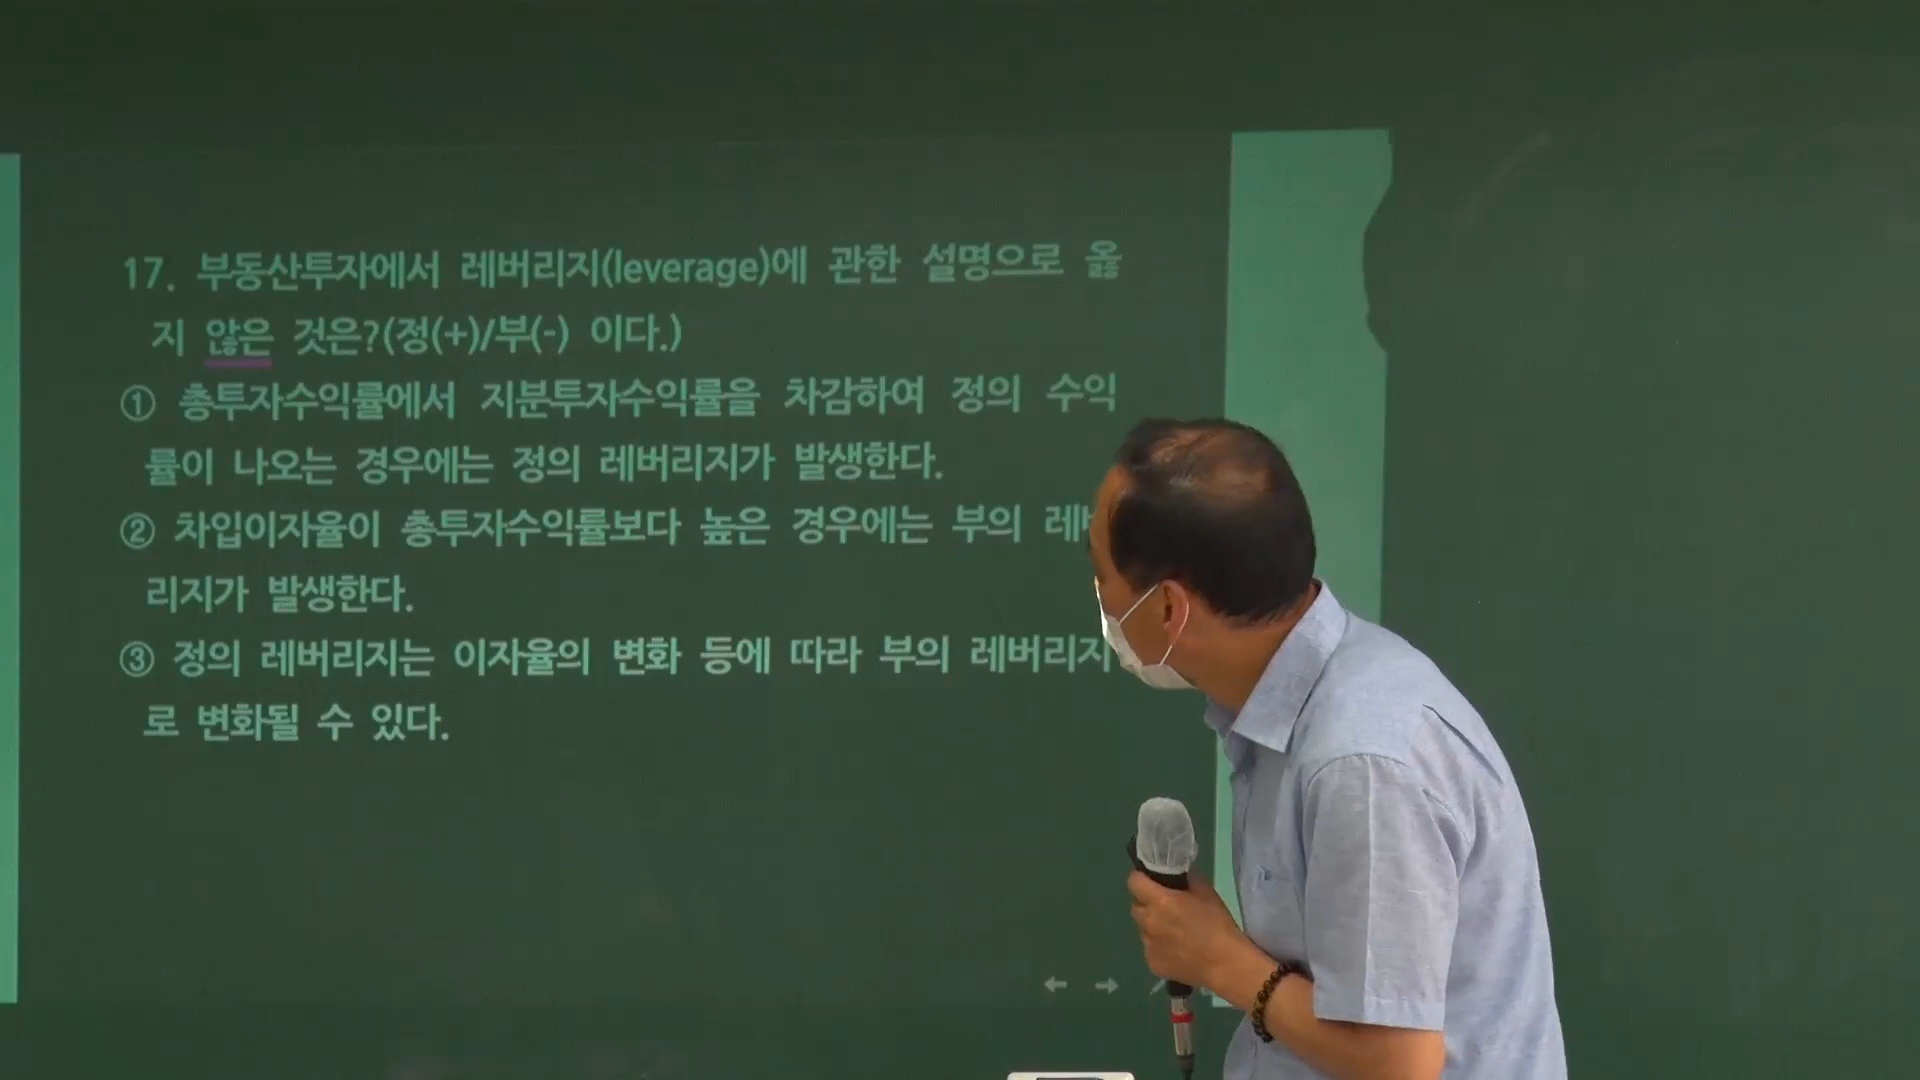 17. 부동산투자에서 레버리지(leverage)에 관한 설명으로 옳
지 않은 것은?(정(+)/부(-) 이다.)
① 총투자수익률에서 지분투자수익률을 차감하여 정의 수익
률이 나오는 경우에는 정의 레버리지가 발생한다.
② 차입이자율이 총투자수익률보다 높은 경우에는 부의 레버
리지가 발생한다.
③ 정의 레버리지는 이자율의 변화 등에 따라 부의 레버리지
로 변화될 수 있다.